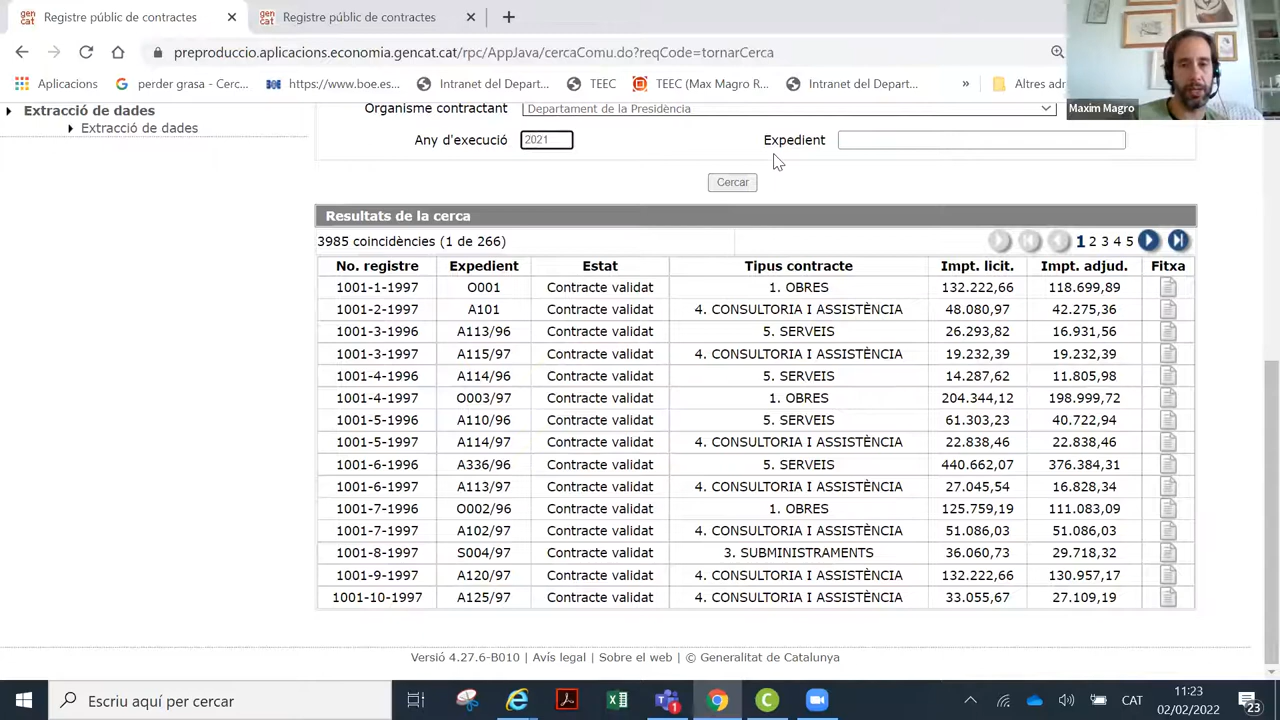 Registre públic de contractes
Registre públic de contractes
preproduccio.aplicacions.economia.gencat.cat/rpc/AppJava/cercaComu.do?reqCode=tornarCerca
Aplicacions
perder grasa - Cerc...
https://www.boe.es...
Intranet del Depart...
TEEC
TEEC (Max Magro R...
Intranet del Depart...
»
Altres adr
Maxim Magro
Extracció de dades
Extracció de dades
Organisme contractant Departament de la Presidència
Any d'execució 2021 Expedient
Cercar
Resultats de la cerca
3985 coincidències (1 de 266) 1 2 3 4 5
No. registre Expedient Estat Tipus contracte Impt. licit. Impt. adjud. Fitxa
1001-1-1997 O001 Contracte validat 1. OBRES 132.222,66 118.699,89
1001-2-1997 A101 Contracte validat 4. CONSULTORIA I ASSISTÈNCIA 48.080,97 42.275,36
1001-3-1996 A113/96 Contracte validat 5. SERVEIS 26.293,82 16.951,56
1001-3-1997 A115/97 Contracte validat 4. CONSULTORIA I ASSISTÈNCIA 19.232,39 19.232,39
1001-4-1996 A114/96 Contracte validat 5. SERVEIS 14.287,62 11.805,98
1001-4-1997 O003/97 Contracte validat 1. OBRES 204.344,12 193.099,72
1001-5-1996 A110/96 Contracte validat 5. SERVEIS 61.303,23 40.722,94
1001-5-1997 A114/97 Contracte validat 4. CONSULTORIA I ASSISTÈNCIA 22.838,46 22.838,46
1001-6-1996 A136/96 Contracte validat 5. SERVEIS 440.662,07 376.384,31
1001-6-1997 A113/97 Contracte validat 4. CONSULTORIA I ASSISTÈNCIA 27.045,54 16.828,34
1001-7-1996 O002/96 Contracte validat 1. OBRES 125.759,19 111.083,09
1001-7-1997 A102/97 Contracte validat 4. CONSULTORIA I ASSISTÈNCIA 51.086,03 51.086,03
1001-8-1997 S004/97 Contracte validat SUBMINISTRAMENTS 36.060,73 29.718,32
1001-9-1997 A120/97 Contracte validat 4. CONSULTORIA I ASSISTÈNCIA 132.222,66 130.957,17
1001-10-1997 A125/97 Contracte validat 4. CONSULTORIA I ASSISTÈNCIA 33.055,67 27.109,19
Versió 4.27.6-B010 | Avís legal | Sobre el web | © Generalitat de Catalunya
Escriu aquí per cercar
CAT
11:23
02/02/2022
23